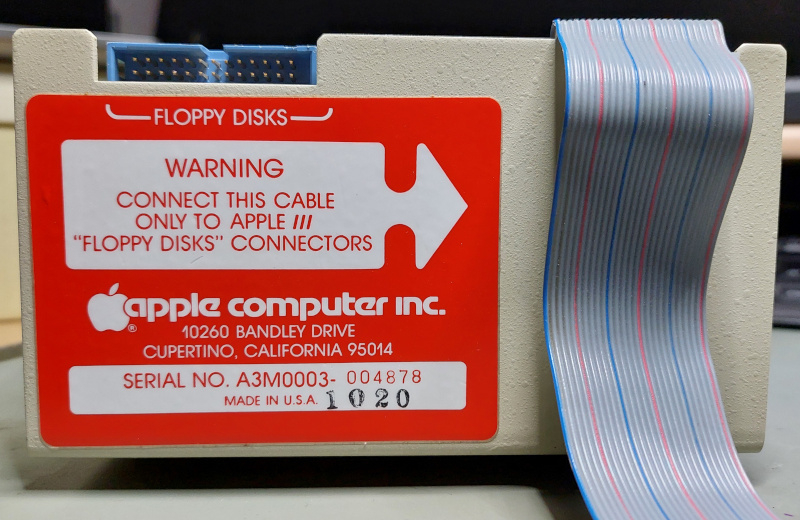 FLOPPY DISKS
WARNING
CONNECT THIS CABLE
ONLY TO APPLE ///
"FLOPPY DISKS" CONNECTORS
apple computer inc.
®
10260 BANDLEY DRIVE
CUPERTINO, CALIFORNIA 95014
SERIAL NO. A3M0003- 004878
MADE IN U.S.A. 1020